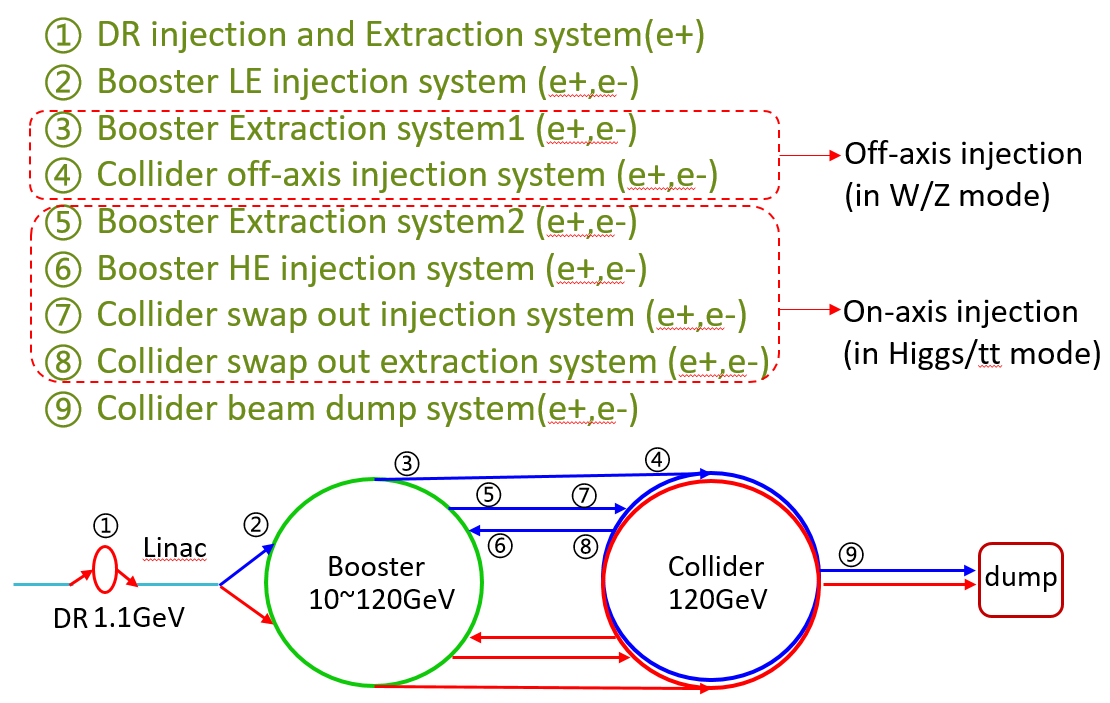 ① DR injection and Extraction system(e+)
② Booster LE injection system (e+,e-)
③ Booster Extraction system1 (e+,e-)
④ Collider off-axis injection system (e+,e-)
Off-axis injection
(in W/Z mode)
⑤ Booster Extraction system2 (e+,e-)
⑥ Booster HE injection system (e+,e-)
⑦ Collider swap out injection system (e+,e-)
⑧ Collider swap out extraction system (e+,e-)
On-axis injection
(in Higgs/tt mode)
⑨ Collider beam dump system(e+,e-)
③
④
⑤
⑦
①
②
Linac
⑥
⑧
⑨
DR 1.1GeV
Booster
10~120GeV
Collider
120GeV
dump